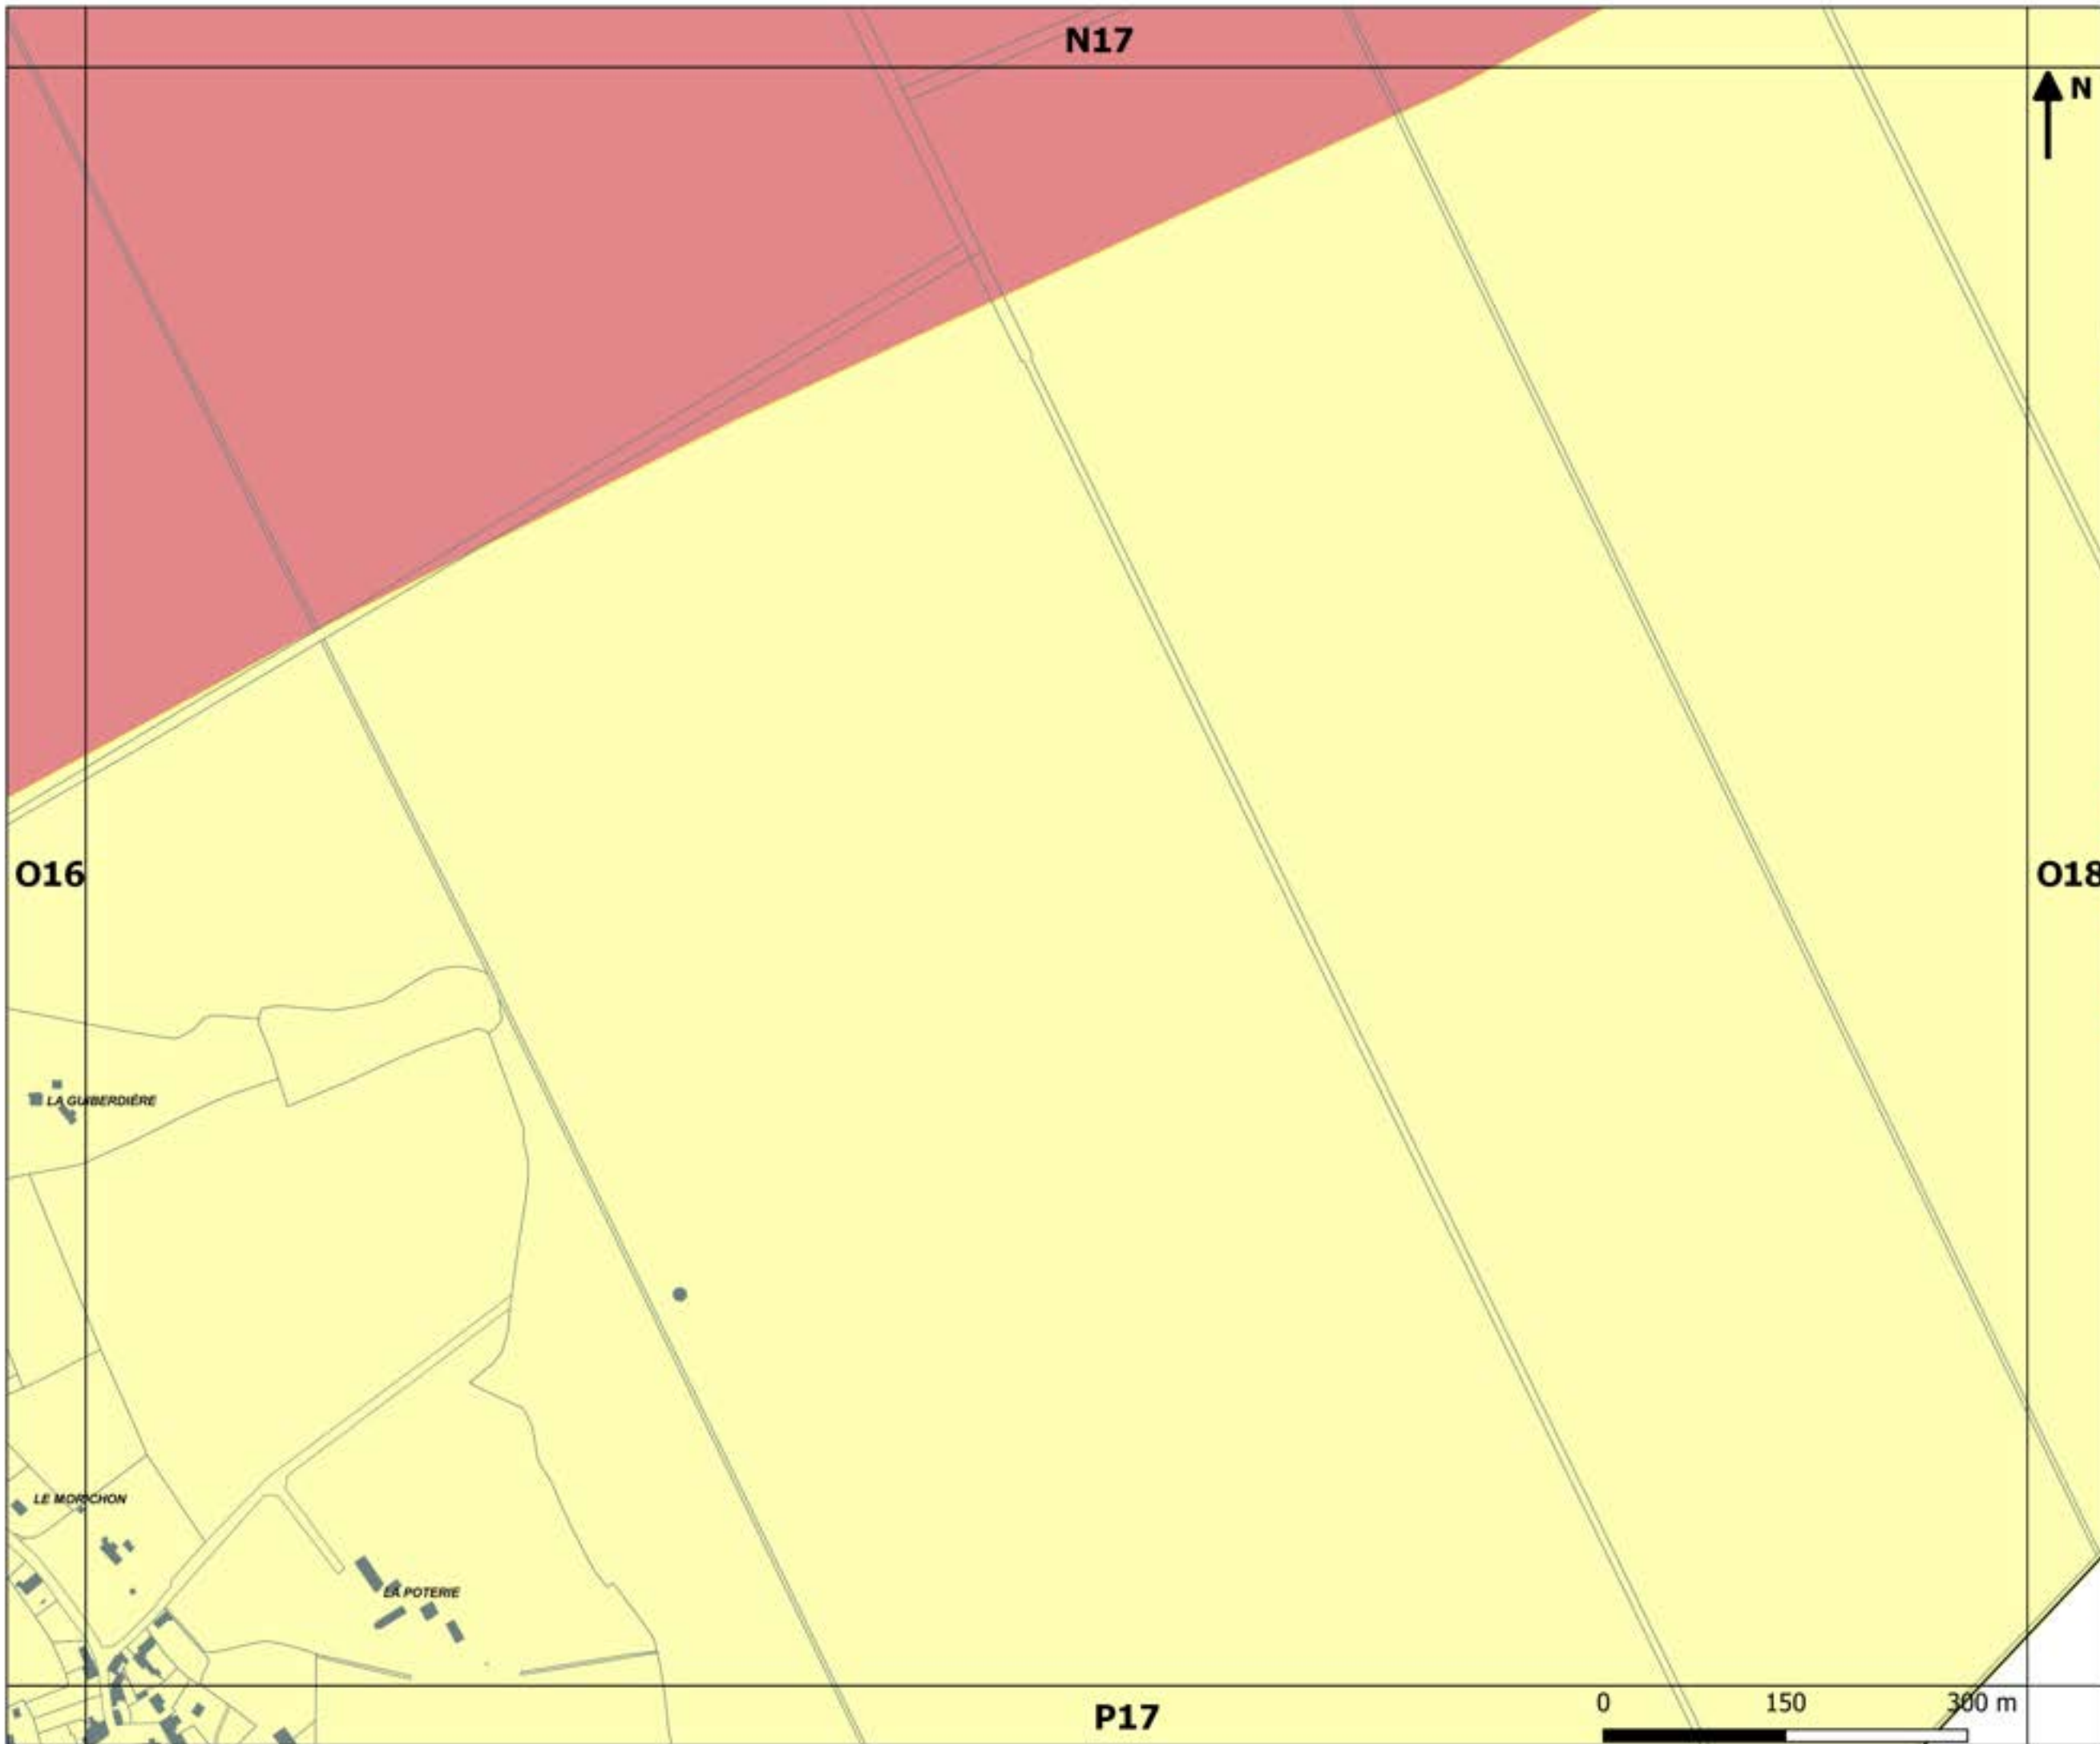 N17
N
O16
O18
LA GUIBERDIÈRE
LE MORICHON
LA POTERIE
P17
0 150 300 m